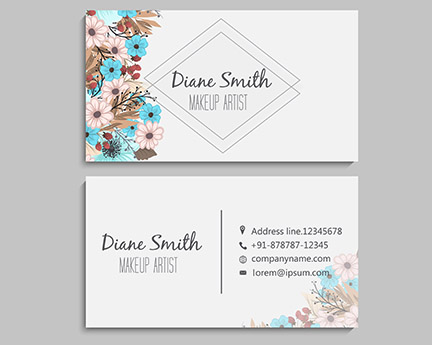 Diane Smith
MAKEUP ARTIST
Diane Smith
MAKEUP ARTIST
Address line.12345678
+91-878787-12345
companyname.com
lorem@ipsum.com